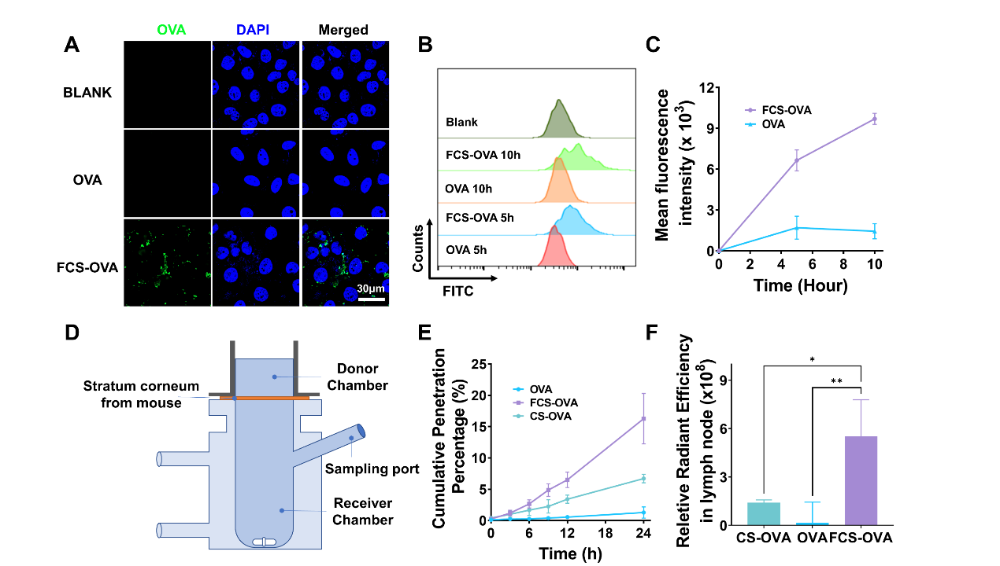 A
OVA
DAPI
Merged
BLANK
OVA
FCS-OVA
30μm
B
Blank
FCS-OVA 10h
OVA 10h
FCS-OVA 5h
OVA 5h
Counts
FITC
C
Mean fluorescence
intensity (x 10³)
12
9
6
3
0
FCS-OVA
OVA
0
2
4
6
8
10
Time (Hour)
D
Stratum corneum
from mouse
Donor
Chamber
Sampling port
Receiver
Chamber
E
Cumulative Penetration
Percentage (%)
25
20
15
10
5
0
OVA
FCS-OVA
CS-OVA
0
6
12
18
24
Time (h)
F
Reletive Radiant Efficiency
in lymph node (x10⁸)
9
6
3
0
*
**
CS-OVA
OVA
FCS-OVA